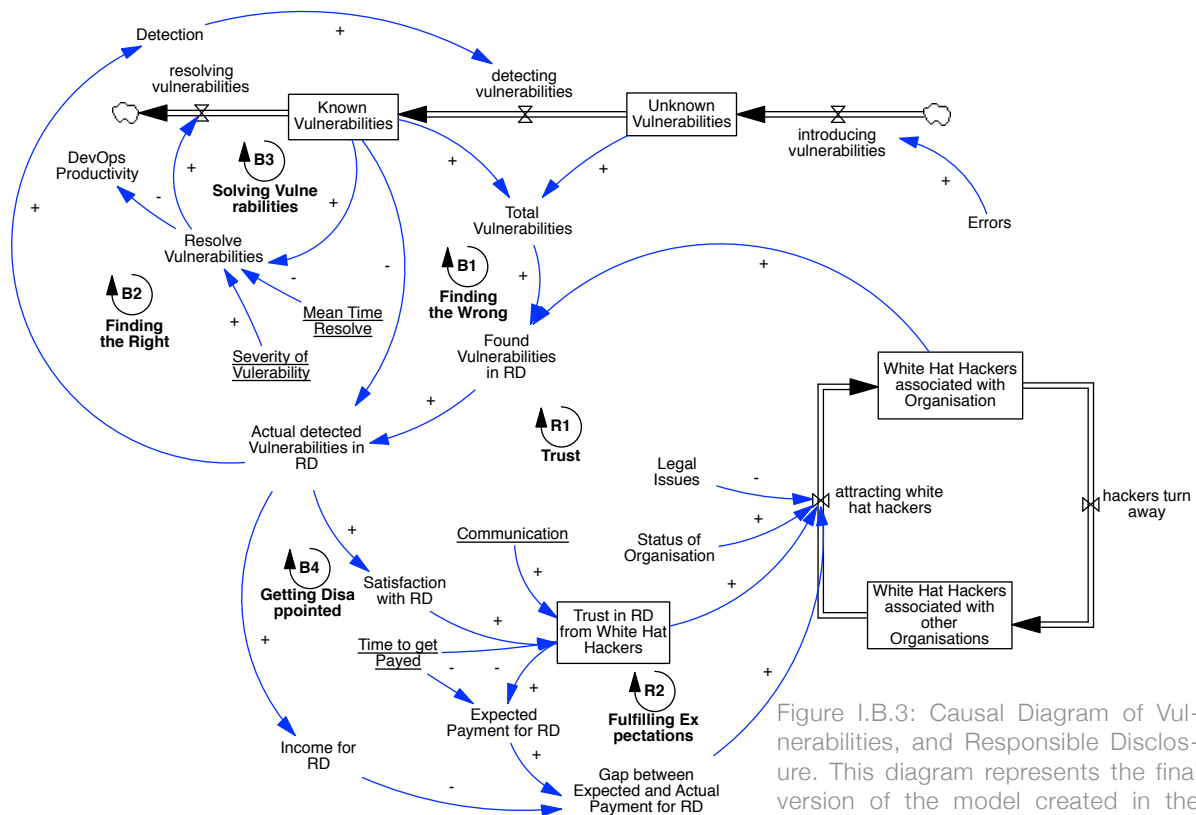 Detection
+
resolving
vulnerabilities
detecting
vulnerabilities
Known
Vulnerabilities
Unknown
Vulnerabilities
introducing
vulnerabilities
DevOps
Productivity
B3
Solving Vulne
rabilities
+
-
+
+
+
+
Errors
Total
Vulnerabilities
Resolve
Vulnerabilities
+
-
B1
Finding
the Wrong
+
+
B2
Finding
the Right
-
Mean Time
Resolve
+
Severity of
Vulerability
Found
Vulnerabilities
in RD
White Hat Hackers
associated with
Organisation
+
R1
Trust
Actual detected
Vulnerabilities in
RD
Legal
Issues
-
attracting white
hat hackers
hackers turn
away
+
Communication
+
Status of
Organisation
B4
Getting Disa
ppointed
Satisfaction
with RD
+
+
White Hat Hackers
associated with
other
Organisations
Trust in RD
from White Hat
Hackers
+
Time to get
Payed
-
-
+
+
+
R2
Fulfilling Ex
pectations
Expected
Payment for RD
Income for
RD
+
Gap between
Expected and Actual
Payment for RD
-
Figure I.B.3: Causal Diagram of Vul-
nerabilities, and Responsible Disclos-
ure. This diagram represents the final
version of the model created in the